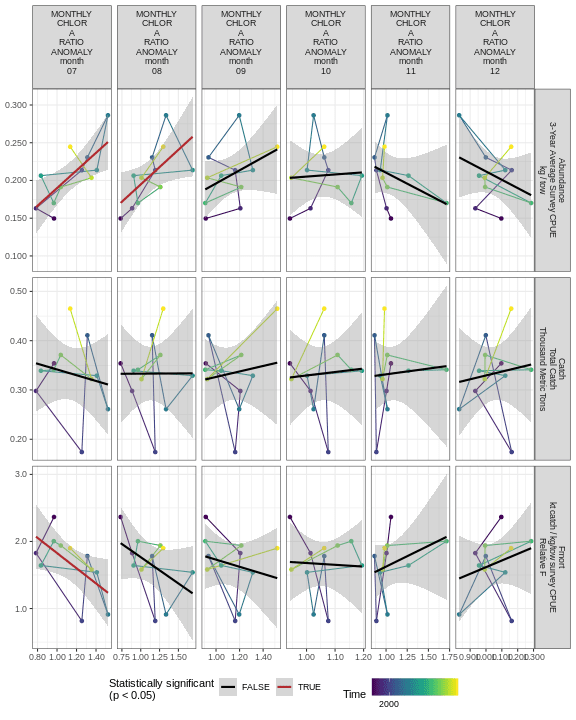 MONTHLY MONTHLY MONTHLY MONTHLY MONTHLY MONTHLY
CHLOR CHLOR CHLOR CHLOR CHLOR CHLOR
A A A A A A
RATIO RATIO RATIO RATIO RATIO RATIO
ANOMALY ANOMALY ANOMALY ANOMALY ANOMALY ANOMALY
month month month month month month
07 08 09 10 11 12
0.300
0.250
0.200
0.150
0.100
Abundance
3-Year Average Survey CPUE
kg / tow
0.50
0.40
0.30
0.20
Catch
Total Catch
Thousand Metric Tons
3.0
2.0
1.0
Fmort
Relative F
kt catch / kg/tow survey CPUE
0.80 1.00 1.20 1.40 0.75 1.00 1.25 1.50 1.00 1.20 1.40 1.00 1.10 1.20 1.00 1.25 1.50 1.75 0.900 1.000 1.100 1.200 1.300
Statistically significant
(p < 0.05)
FALSE TRUE
Time
2000